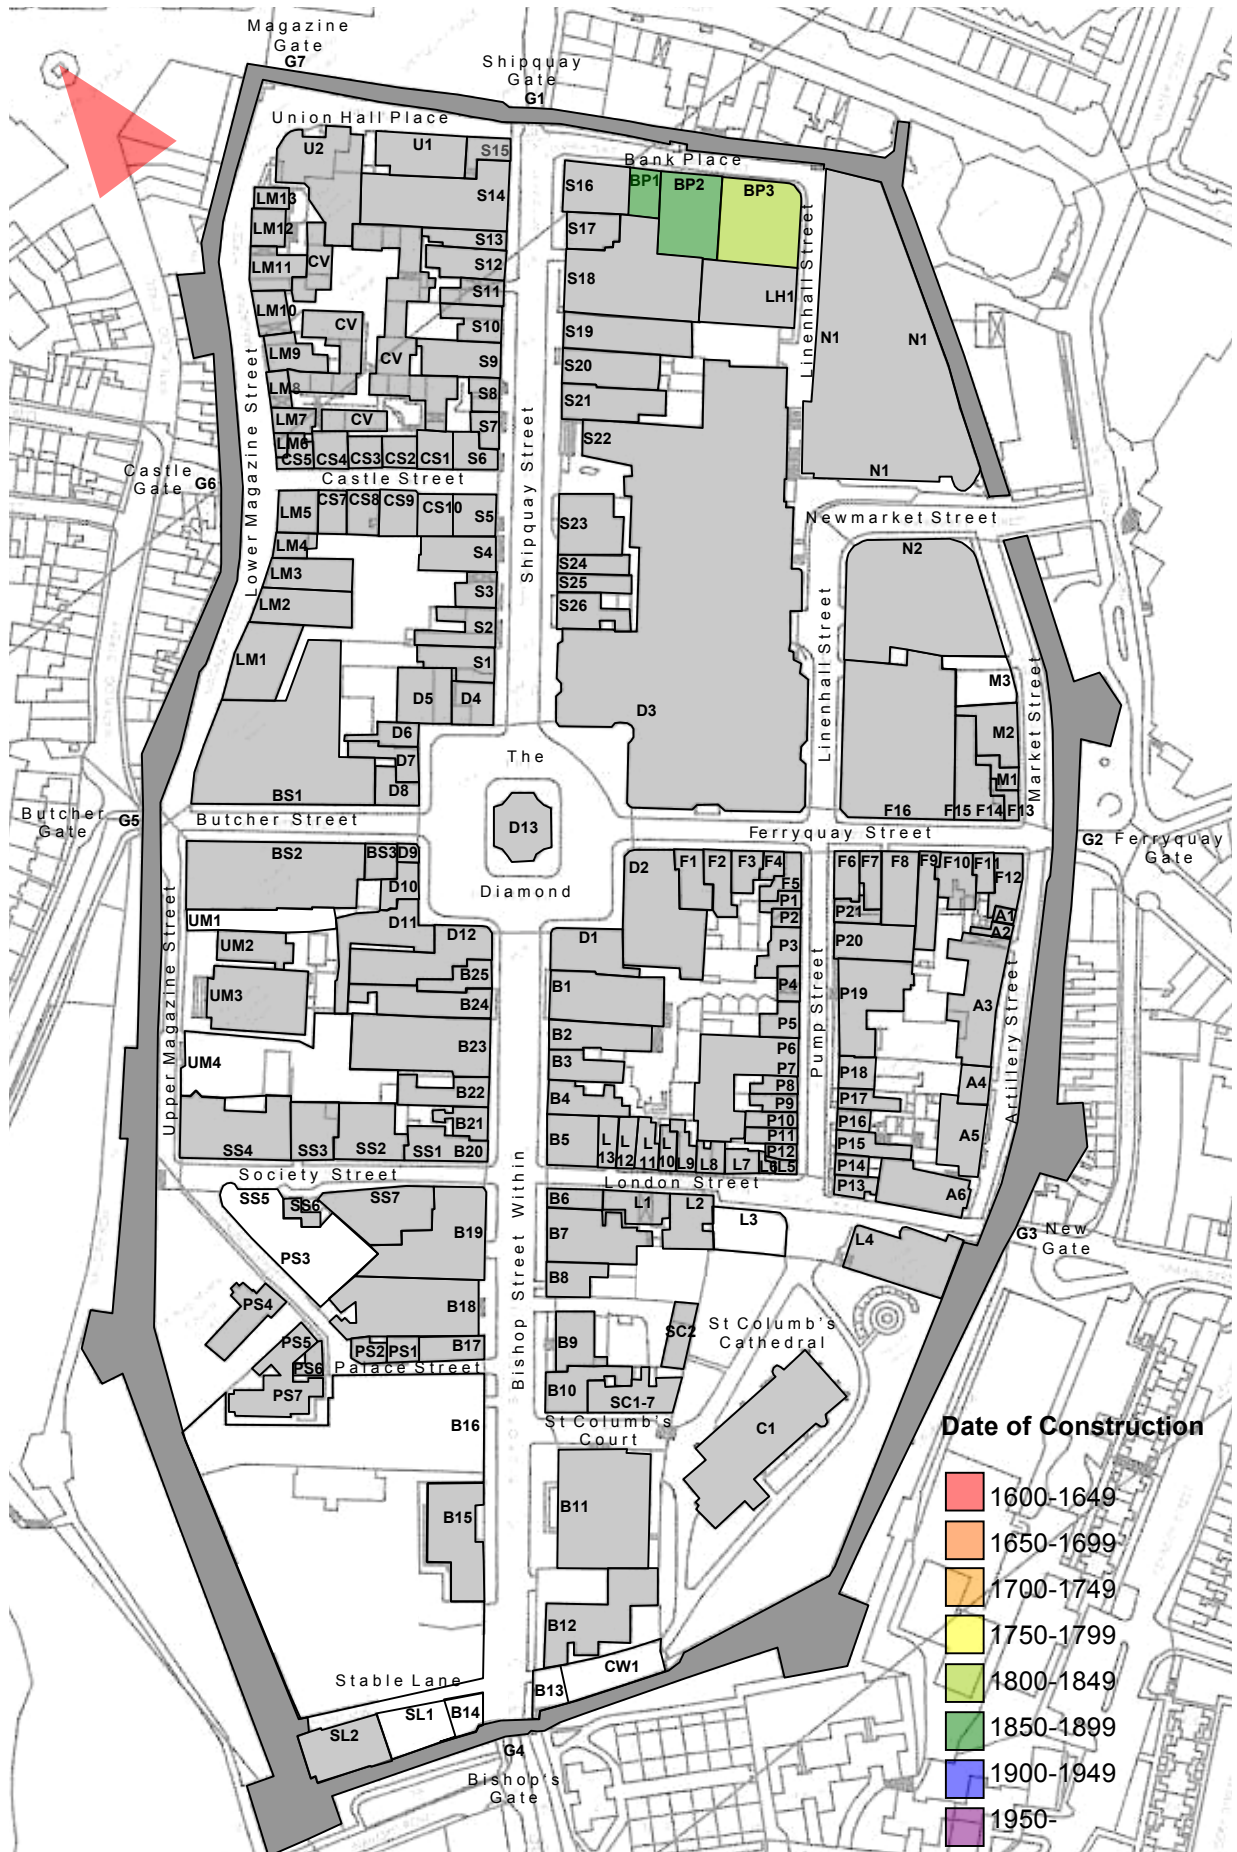 Magazine
Gate
G7
Shipquay
Gate
G1
Union Hall Place
U2
U1
S15
Bank Place
S16
BP1
BP2
BP3
LM13
S14
LM12
S17
S13
Linenhall Street
CV
LM11
S12
S18
S11
LH1
LM10
CV
S10
S19
N1
N1
LM9
CV
S9
S20
Lower Magazine Street
LM8
S8
S21
LM7
CV
S7
Shipquay Street
S22
LM6
CS5
CS4
CS3
CS2
CS1
S6
Castle
Gate
G6
Castle Street
N1
LM5
CS7
CS8
CS9
CS10
S5
S23
Newmarket Street
LM4
S4
N2
S24
LM3
S25
S3
LM2
S26
S2
Linenhall Street
LM1
S1
M3
Market Street
D5
D4
D3
D6
M2
D7
The
M1
D8
BS1
F16
F15
F14
F13
Butcher
Gate
G5
Butcher Street
D13
Ferryquay Street
G2
Ferryquay
Gate
BS2
BS3
D9
D2
F1
F2
F3
F4
F5
F6
F7
F8
F9
F10
F11
F12
D10
Diamond
P1
UM1
D11
P2
P21
A1
A2
D12
D1
P3
P20
UM2
B25
Upper Magazine Street
UM3
B24
B1
P4
Pump Street
P19
A3
Artillery Street
P5
B2
B23
P6
UM4
B3
P7
P18
A4
B22
P8
B4
P9
P17
B21
P10
P16
B5
L
13
L
12
L
11
L
10
L9
L8
L7
L6
L5
P11
P12
P15
A5
SS4
SS3
SS2
SS1
B20
P14
Society Street
London Street
P13
A6
SS5
SS6
SS7
B6
L1
L2
L3
B19
B7
L4
G3
New
Gate
PS3
B8
PS4
B18
Bishop Street Within
B9
SC2
St Columb's
Cathedral
PS5
PS2
PS1
B17
PS6
Palace Street
PS7
B10
SC1-7
B16
St Columb's
Court
C1
Date of Construction
1600-1649
B15
B11
1650-1699
1700-1749
B12
1750-1799
Stable Lane
CW1
1800-1849
B13
SL1
B14
SL2
1850-1899
G4
Bishop's
Gate
1900-1949
1950-